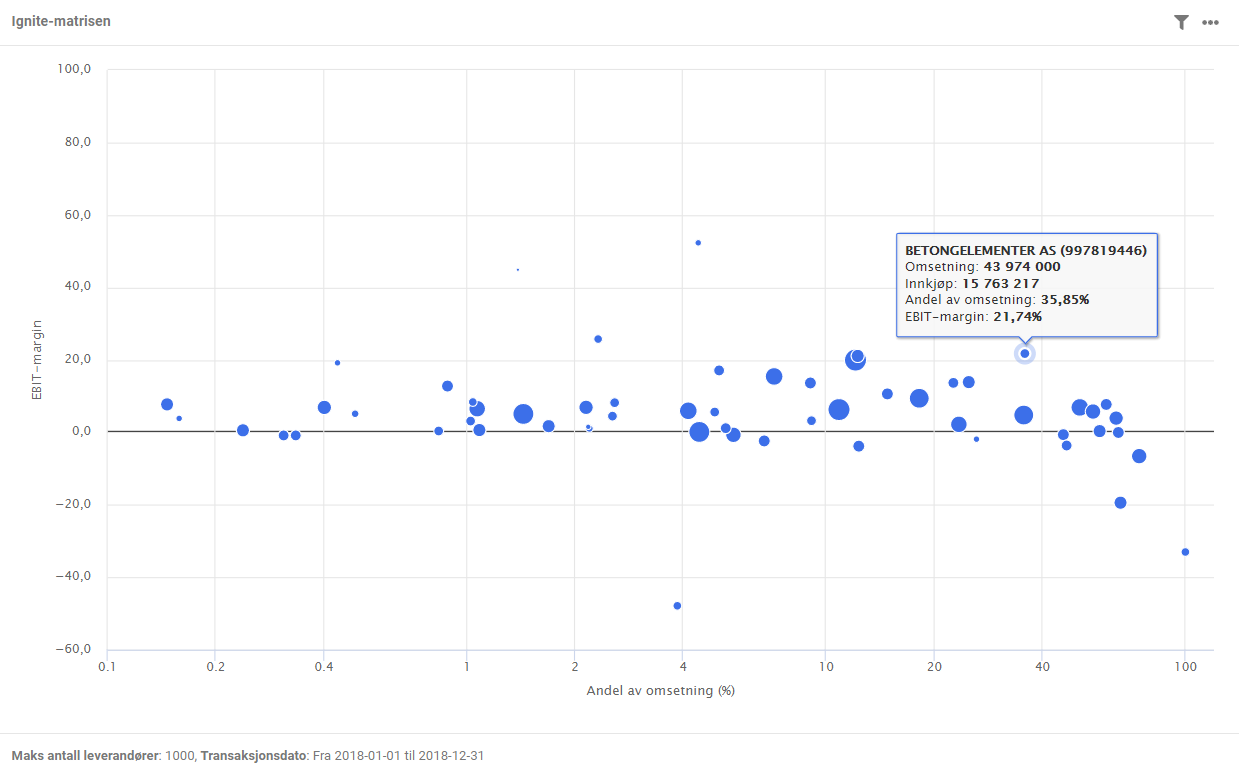 Ignite-matrisen
100,0
80,0
60,0
40,0
20,0
0,0
−20,0
−40,0
−60,0
EBIT−margin
BETONGELEMENTER AS (997819446)
Omsetning: 43 974 000
Innkjøp: 15 763 217
Andel av omsetning: 35,85%
EBIT−margin: 21,74%
0.1 0.2 0.4 1 2 4 10 20 40 100
Andel av omsetning (%)
Maks antall leverandører: 1000, Transaksjonsdato: Fra 2018-01-01 til 2018-12-31